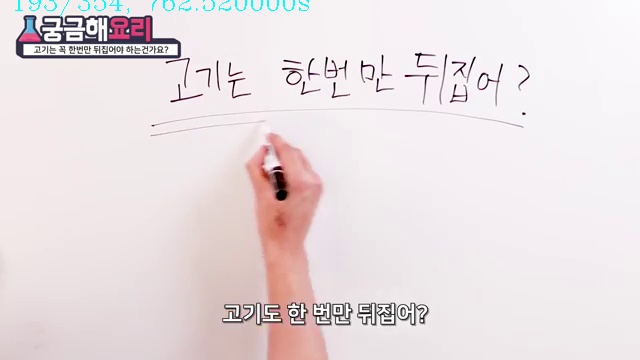 193/354, 762.520000s
궁금해요리
고기는 꼭 한번만 뒤집어야 하는건가요?
고기는 한번만 뒤집어?
고기도 한 번만 뒤집어?